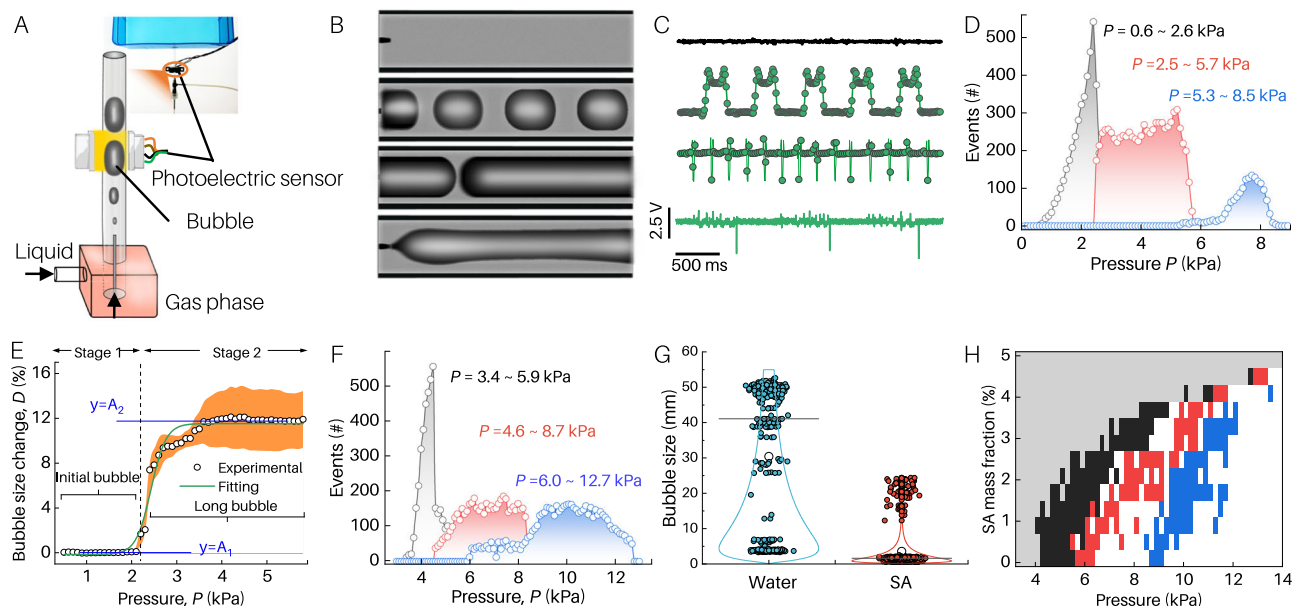 A
Photoelectric sensor
Bubble
Liquid
Gas phase
B
C
2.5 V
500 ms
D
500
400
300
200
100
0
Events (#)
P = 0.6 ~ 2.6 kPa
P =2.5 ~ 5.7 kPa
P =5.3 ~ 8.5 kPa
0 2 4 6 8
Pressure P (kPa)
E
Stage 1 Stage 2
16
12
8
4
0
Bubble size change, D (%)
y=A2
Experimental
Fitting
Initial bubble
Long bubble
y=A1
1 2 3 4 5
Pressure, P (kPa)
F
500
400
300
200
100
0
Events (#)
P = 3.4 ~ 5.9 kPa
P =4.6 ~ 8.7 kPa
P =6.0 ~ 12.7 kPa
4 6 8 10 12
Pressure, P (kPa)
G
60
50
40
30
20
10
0
Bubble size (mm)
Water SA
H
5
4
3
2
1
0
SA mass fraction (%)
4 6 8 10 12 14
Pressure (kPa)